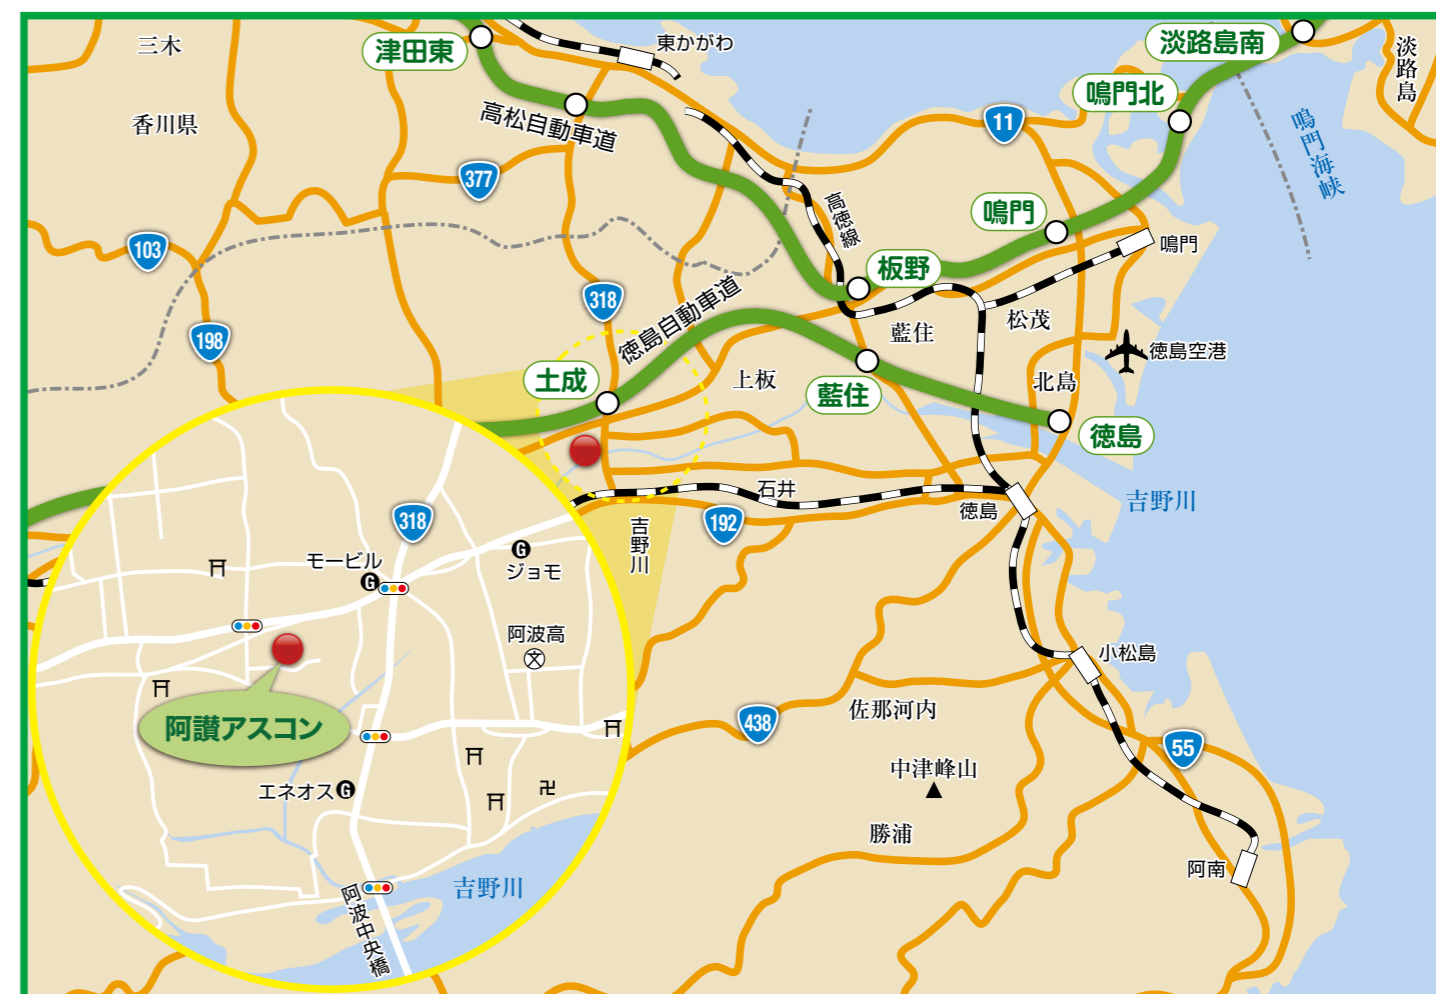 三木
津田東
東かがわ
淡路島南
淡路島
鳴門北
香川県
高松自動車道
11
鳴門海峡
377
高徳線
鳴門
鳴門
103
板野
318
徳島自動車道
松茂
藍住
198
徳島空港
土成
上板
藍住
北島
徳島
石井
吉野川
徳島
192
吉野川
318
モービル
G
G
ジョモ
阿波高
文
小松島
阿讃アスコン
佐那河内
438
55
中津峰山
エネオス
G
勝浦
阿南
吉野川
阿波中央橋